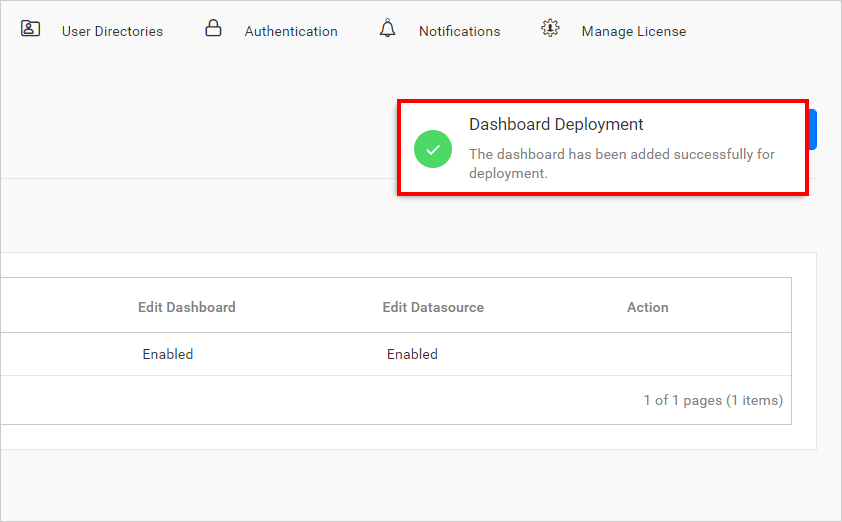 User Directories
Authentication
Notifications
Manage License
Dashboard Deployment
The dashboard has been added successfully for
deployment.
Edit Dashboard
Edit Datasource
Action
Enabled
Enabled
1 of 1 pages (1 items)